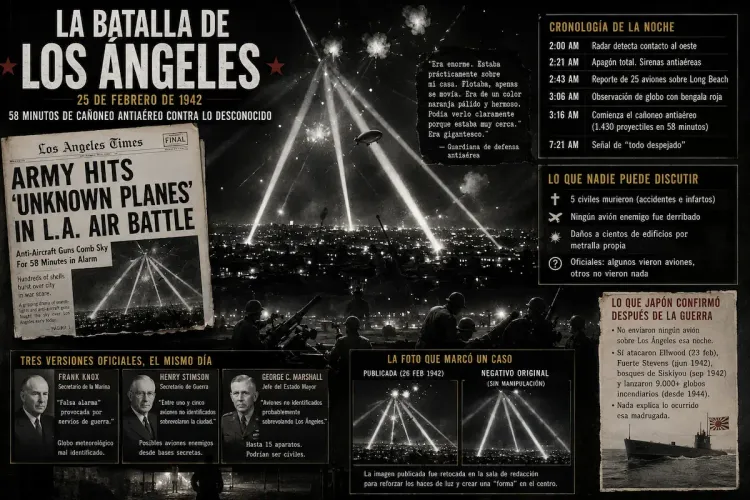 LA BATALLA DE
LOS ÁNGELES
25 DE FEBRERO DE 1942
58 MINUTOS DE CAÑONEO ANTIAÉREO CONTRA LO DESCONOCIDO
Los Angeles Times
FINAL
ARMY HITS
'UNKNOWN PLANES'
IN L.A. AIR BATTLE
Anti-Aircraft Guns Comb Sky
For 58 Minutes in Alarm
Hundreds of shells
burst over city
in war scare.
"Era enorme. Estaba
prácticamente sobre
mi casa. Flotaba, apenas
se movía. Era de un color
naranja pálido y hermoso.
Podía verlo claramente
porque estaba muy cerca.
Era gigantesco."
— Guardiana de defensa
antiaérea
CRONOLOGÍA DE LA NOCHE
2:00 AM Radar detecta contacto al oeste
2:21 AM Apagón total. Sirenas antiaéreas
2:43 AM Reporte de 25 aviones sobre Long Beach
3:06 AM Observación de globo con bengala roja
3:16 AM Comienza el cañoneo antiaéreo
(1.430 proyectiles en 58 minutos)
7:21 AM Señal de "todo despejado"
LO QUE NADIE PUEDE DISCUTIR
5 civiles murieron (accidentes e infartos)
Ningún avión enemigo fue derribado
Daños a cientos de edificios por
metralla propia
? Oficiales: algunos vieron aviones,
otros no vieron nada
LO QUE JAPÓN CONFIRMÓ
DESPUÉS DE LA GUERRA
• No enviaron ningún avión
sobre Los Ángeles esa noche.
• Sí atacaron Ellwood (23 feb),
Fuerte Stevens (jun 1942),
bosques de Siskiyou (sep 1942)
y lanzaron 9.000+ globos
incendiarios (desde 1944).
• Nada explica lo ocurrido
esa madrugada.
TRES VERSIONES OFICIALES, EL MISMO DÍA
FRANK KNOX
Secretario de la Marina
"Falsa alarma"
provocada por
nervios de guerra.
Globo meteorológico
mal identificado.
HENRY STIMSON
Secretario de Guerra
"Entre uno y cinco
aviones no identificados
sobrevolaron la ciudad."
Posibles aviones enemigos
desde bases secretas.
GEORGE C. MARSHALL
Jefe del Estado Mayor
"Aviones no identificados
probablemente
sobrevolando Los Ángeles."
Hasta 15 aparatos.
Podrían ser civiles.
LA FOTO QUE MARCÓ UN CASO
PUBLICADA (26 FEB 1942)
NEGATIVO ORIGINAL
(SIN MANIPULACIÓN)
La imagen publicada fue retocada en la sala de redacción
para reforzar los haces de luz y crear una "forma" en el centro.